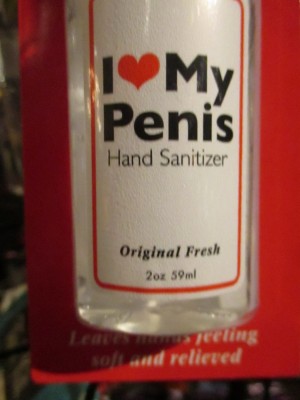 I ❤ My
Penis
Hand Sanitizer
Original Fresh
2oz 59ml
Leaves hands feeling
soft and relieved